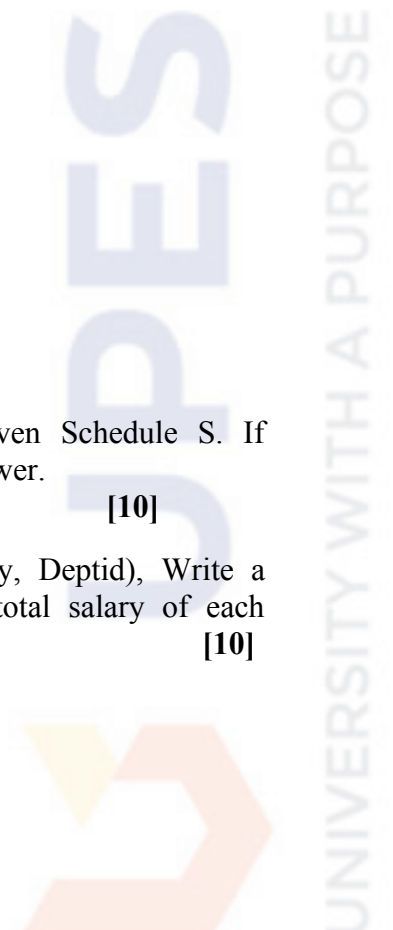 ven Schedule S. If
wer.
[10]
y, Deptid), Write a
total salary of each
[10]
UPES
UNIVERSITY WITH A PURPOSE